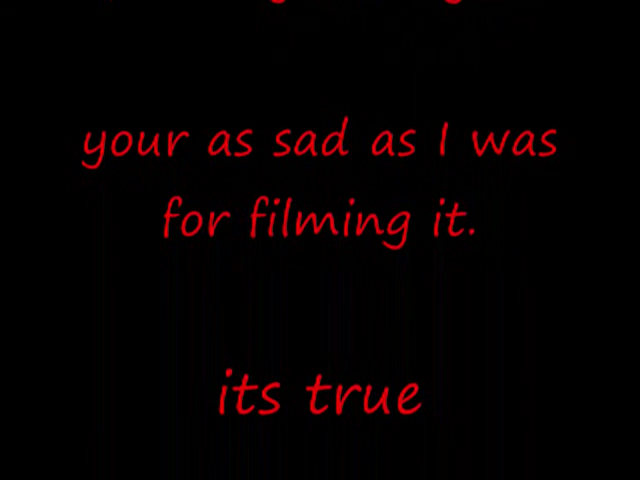 your as sad as I was
for filming it.
its true